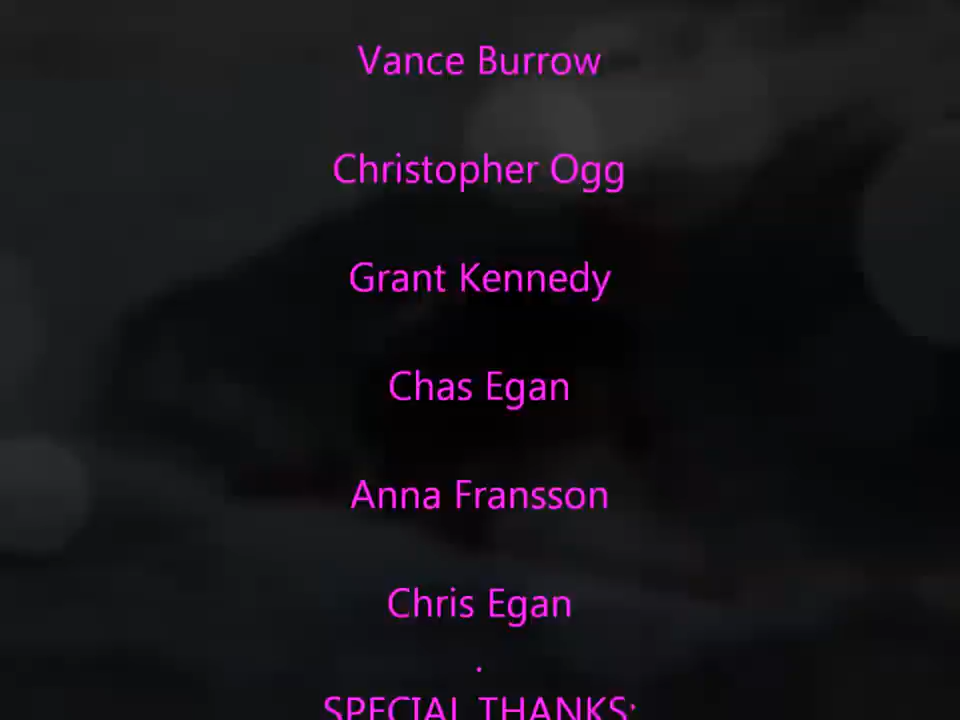 Vance Burrow
Christopher Ogg
Grant Kennedy
Chas Egan
Anna Fransson
Chris Egan
.
SPECIAL THANKS: